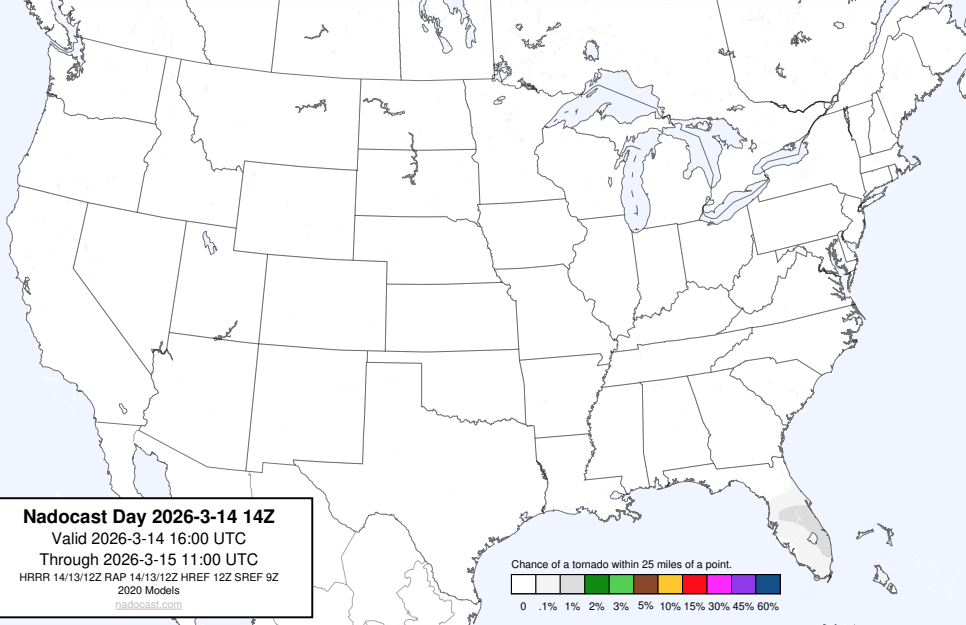 Nadocast Day 2026-3-14 14Z
Valid 2026-3-14 16:00 UTC
Through 2026-3-15 11:00 UTC
HRRR 14/13/12Z RAP 14/13/12Z HREF 12Z SREF 9Z
2020 Models
nadocast.com
Chance of a tornado within 25 miles of a point.
0 .1% 1% 2% 3% 5% 10% 15% 30% 45% 60%